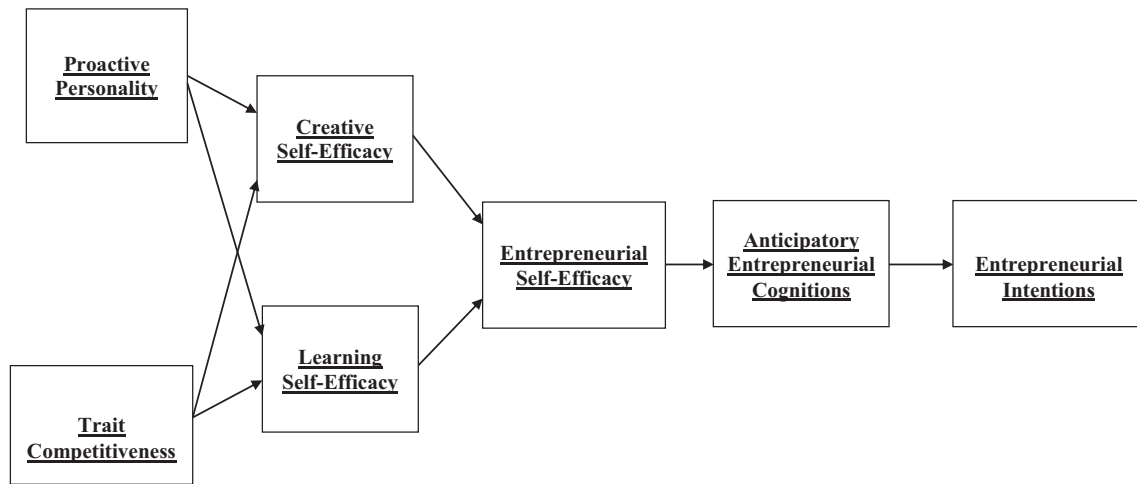 Proactive
Personality
Creative
Self-Efficacy
Entrepreneurial
Self-Efficacy
Anticipatory
Entrepreneurial
Cognitions
Entrepreneurial
Intentions
Learning
Self-Efficacy
Trait
Competitiveness